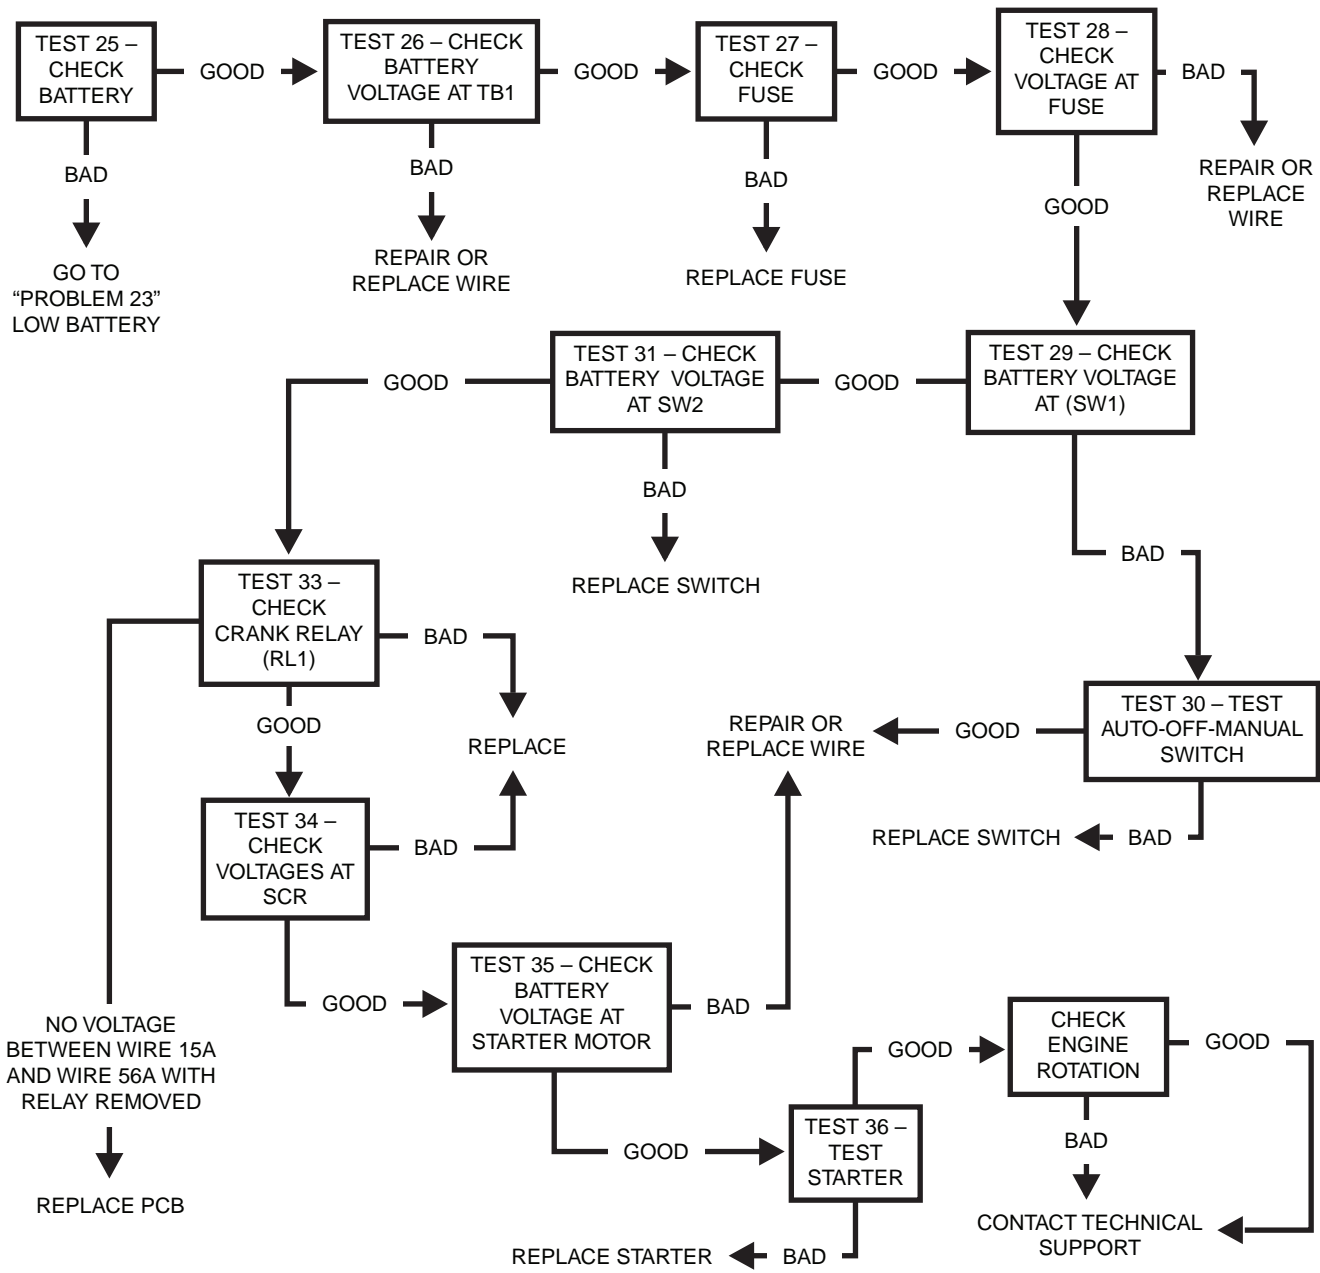 TEST 25 –
CHECK
BATTERY
GOOD
TEST 26 – CHECK
BATTERY
VOLTAGE AT TB1
GOOD
TEST 27 –
CHECK
FUSE
GOOD
TEST 28 –
CHECK
VOLTAGE AT
FUSE
BAD
REPAIR OR
REPLACE
WIRE
BAD
GO TO
“PROBLEM 23”
LOW BATTERY
BAD
REPAIR OR
REPLACE WIRE
BAD
REPLACE FUSE
GOOD
TEST 29 – CHECK
BATTERY VOLTAGE
AT (SW1)
GOOD
TEST 31 – CHECK
BATTERY VOLTAGE
AT SW2
GOOD
BAD
REPLACE SWITCH
BAD
TEST 30 – TEST
AUTO-OFF-MANUAL
SWITCH
GOOD
REPAIR OR
REPLACE WIRE
BAD
REPLACE SWITCH
TEST 33 –
CHECK
CRANK RELAY
(RL1)
BAD
REPLACE
GOOD
TEST 34 –
CHECK
VOLTAGES AT
SCR
BAD
GOOD
NO VOLTAGE
BETWEEN WIRE 15A
AND WIRE 56A WITH
RELAY REMOVED
REPLACE PCB
TEST 35 – CHECK
BATTERY
VOLTAGE AT
STARTER MOTOR
BAD
GOOD
TEST 36 –
TEST
STARTER
GOOD
BAD
REPLACE STARTER
CHECK
ENGINE
ROTATION
GOOD
BAD
CONTACT TECHNICAL
SUPPORT